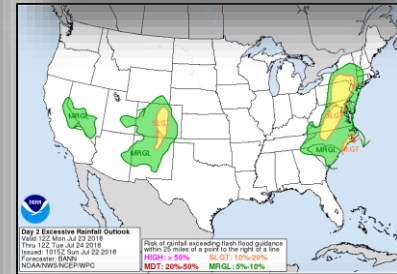 MRGL
SLGT
MRGL
SLGT
MRGL
SLGT
NOAA
Day 2 Excessive Rainfall Outlook
Valid 12Z Mon Jul 23 2018
Thru 12Z Tue Jul 24 2018
Issued: 1015Z Sun Jul 22 2018
Forecaster: BANN
NOAA/NWS/NCEP/WPC
Risk of rainfall exceeding flash flood guidance
within 25 miles of a point to the right of a line
HIGH: > 50% SLGT: 10%-20%
MDT: 20%-50% MRGL: 5%-10%